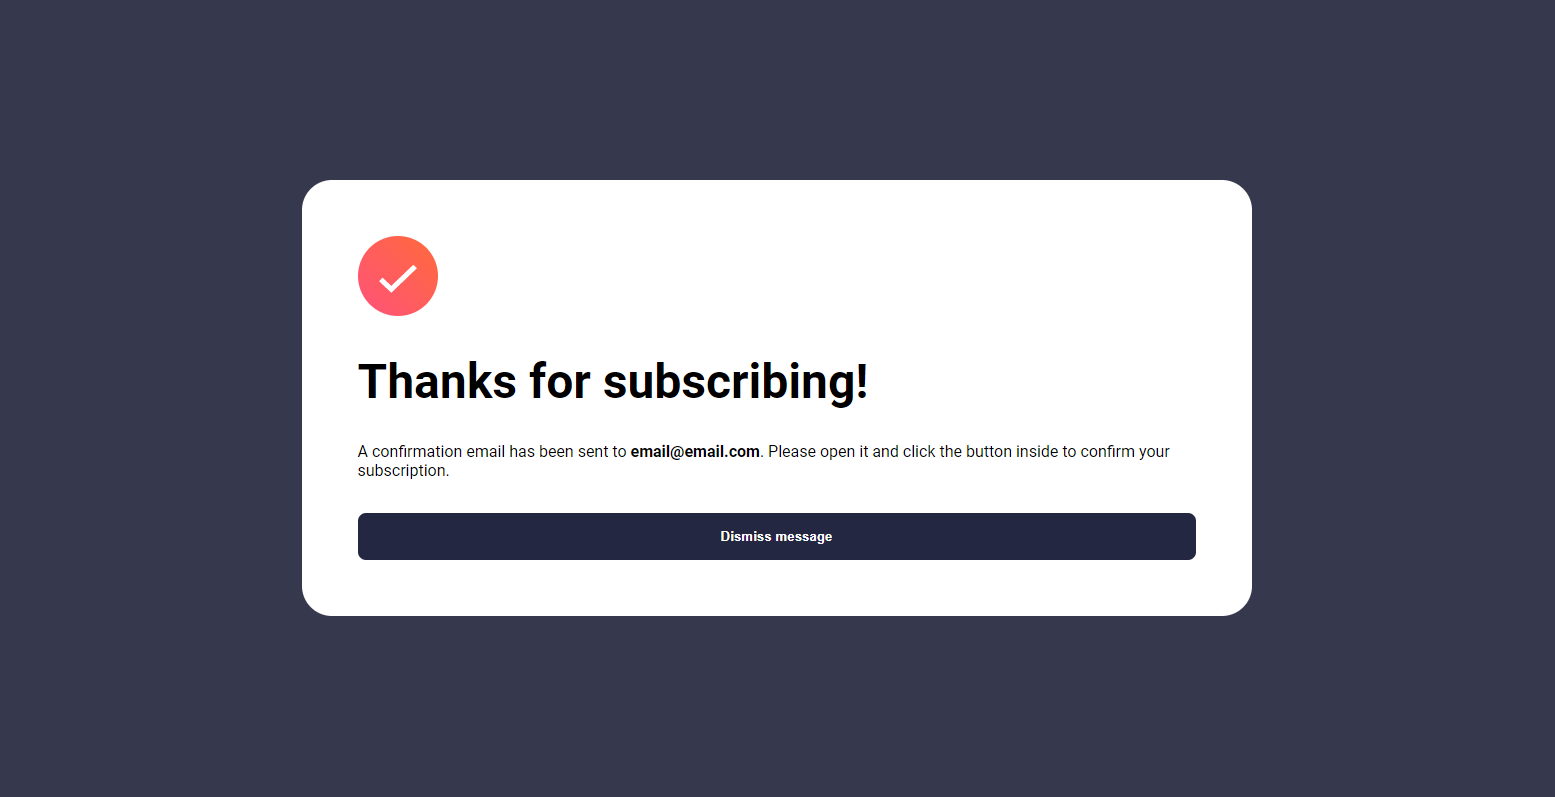 Thanks for subscribing!
A confirmation email has been sent to email@email.com. Please open it and click the button inside to confirm your
subscription.
Dismiss message